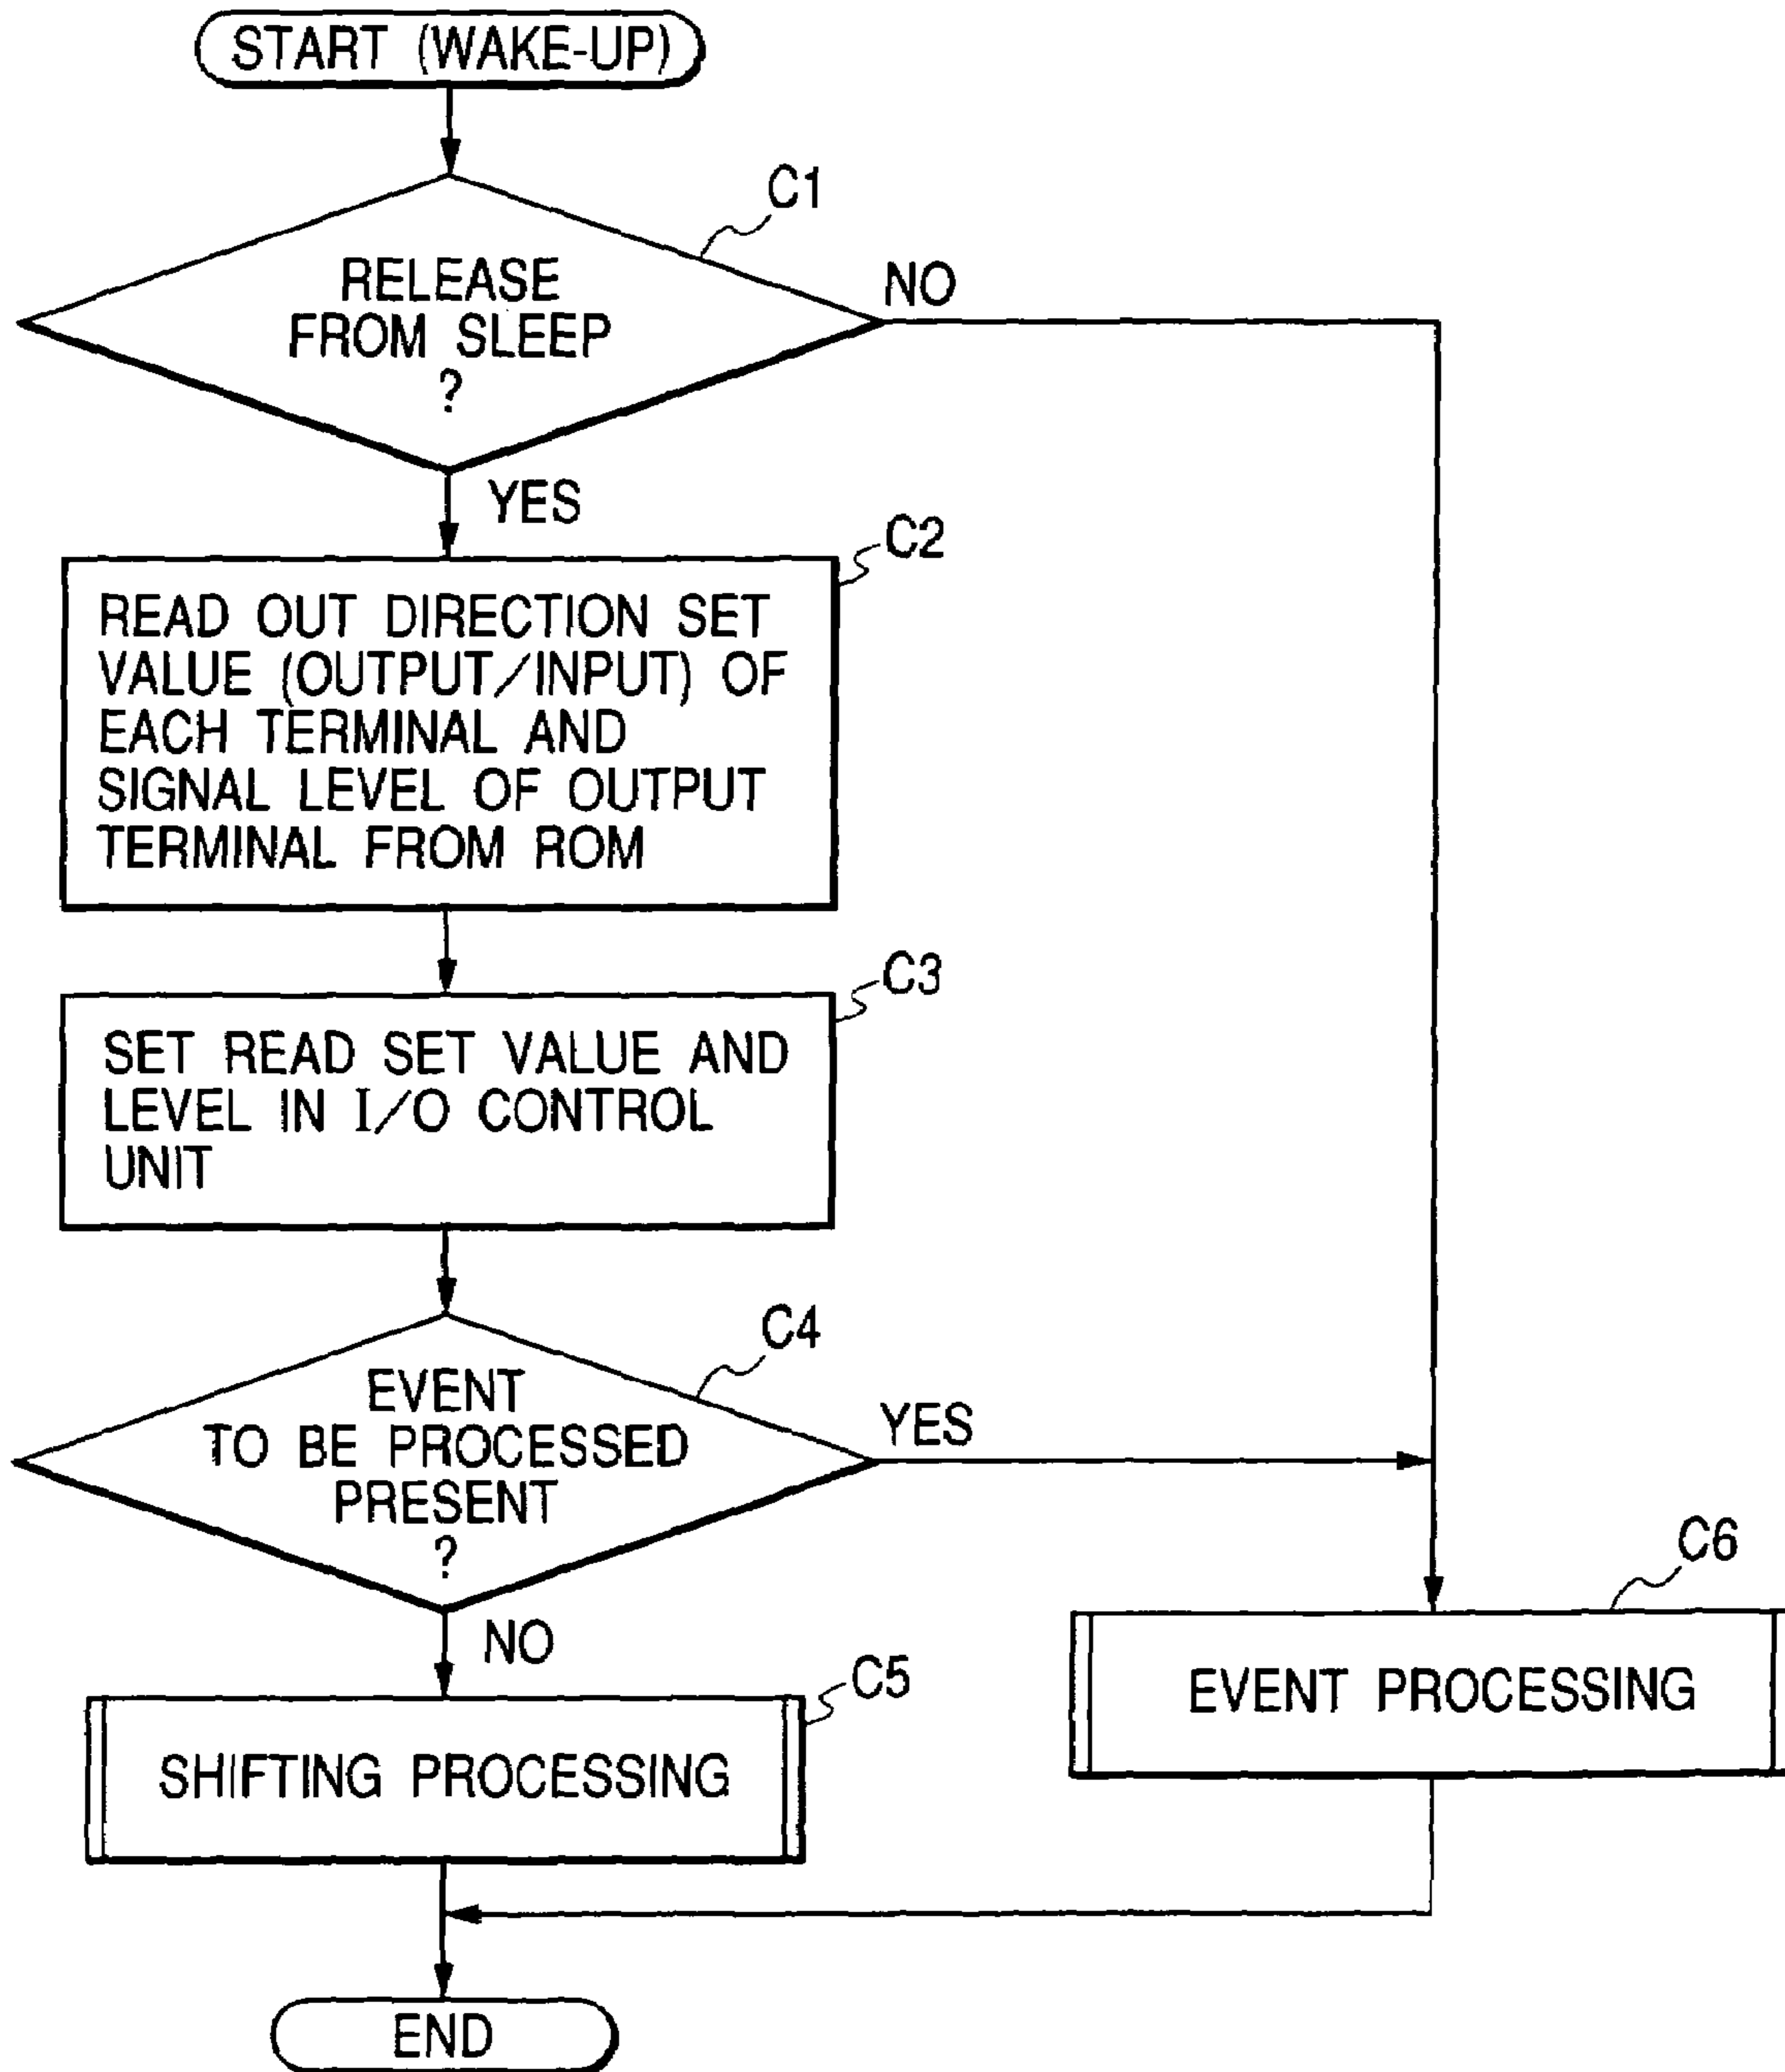 START (WAKE-UP)
C1
RELEASE
FROM SLEEP
?
NO
YES
C2
READ OUT DIRECTION SET
VALUE (OUTPUT/INPUT) OF
EACH TERMINAL AND
SIGNAL LEVEL OF OUTPUT
TERMINAL FROM ROM
C3
SET READ SET VALUE AND
LEVEL IN I/O CONTROL
UNIT
C4
EVENT
TO BE PROCESSED
PRESENT
?
YES
NO
C5
SHIFTING PROCESSING
C6
EVENT PROCESSING
END